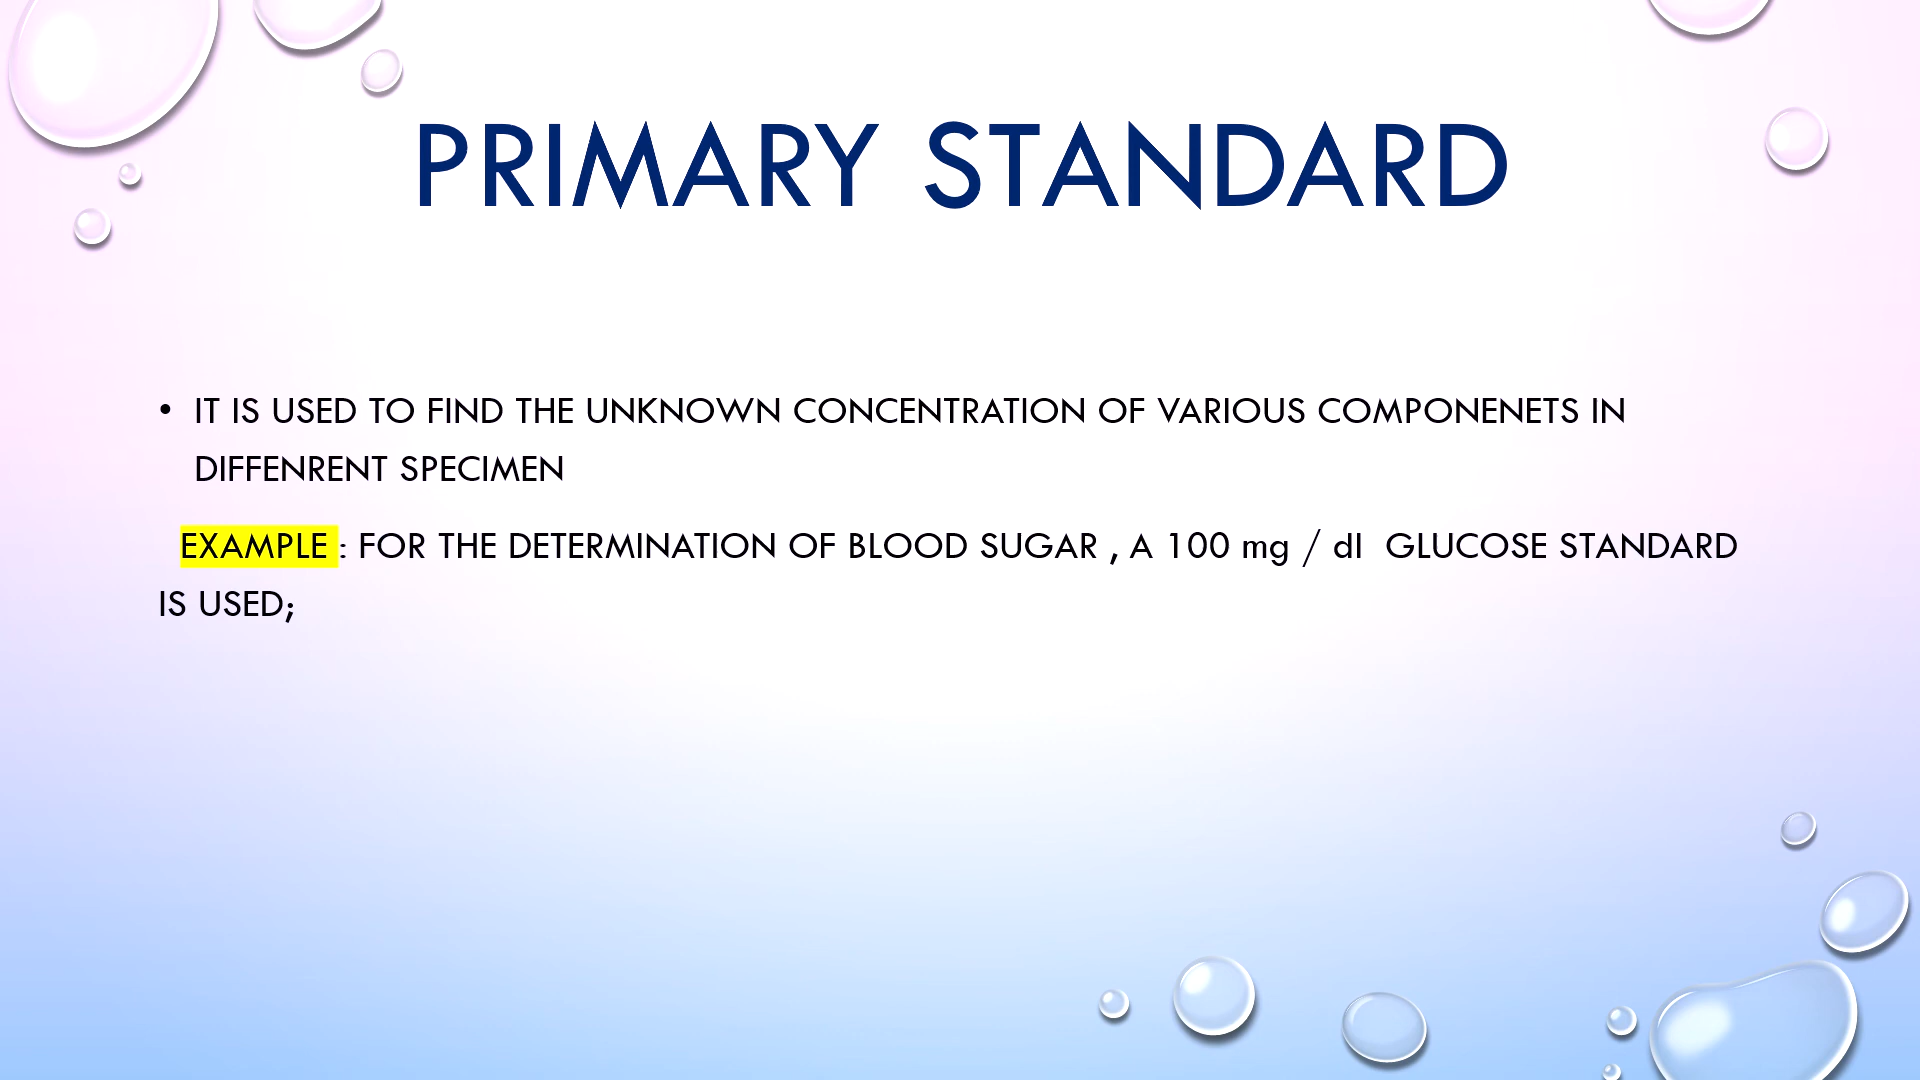 PRIMARY STANDARD
• IT IS USED TO FIND THE UNKNOWN CONCENTRATION OF VARIOUS COMPONENETS IN
DIFFENRENT SPECIMEN
EXAMPLE : FOR THE DETERMINATION OF BLOOD SUGAR , A 100 mg / dl GLUCOSE STANDARD
IS USED;